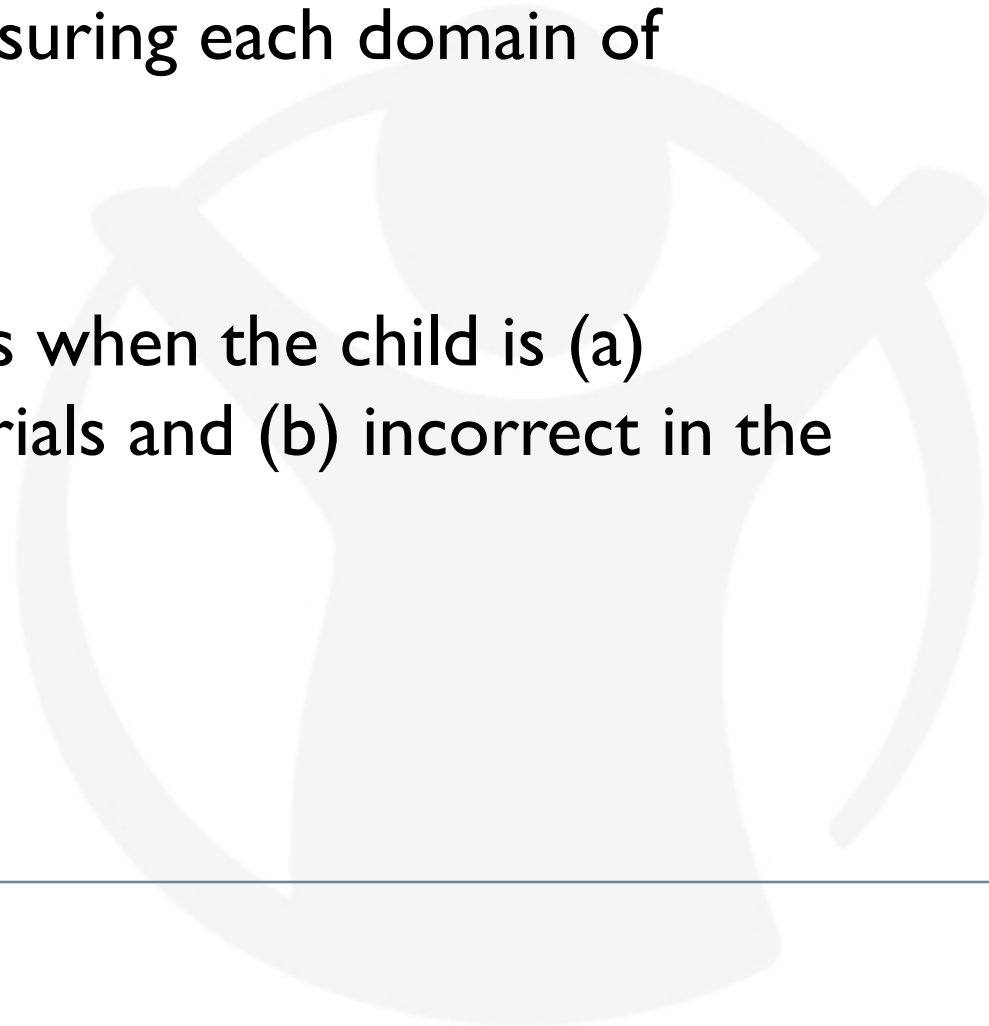 suring each domain of
s when the child is (a)
rials and (b) incorrect in the